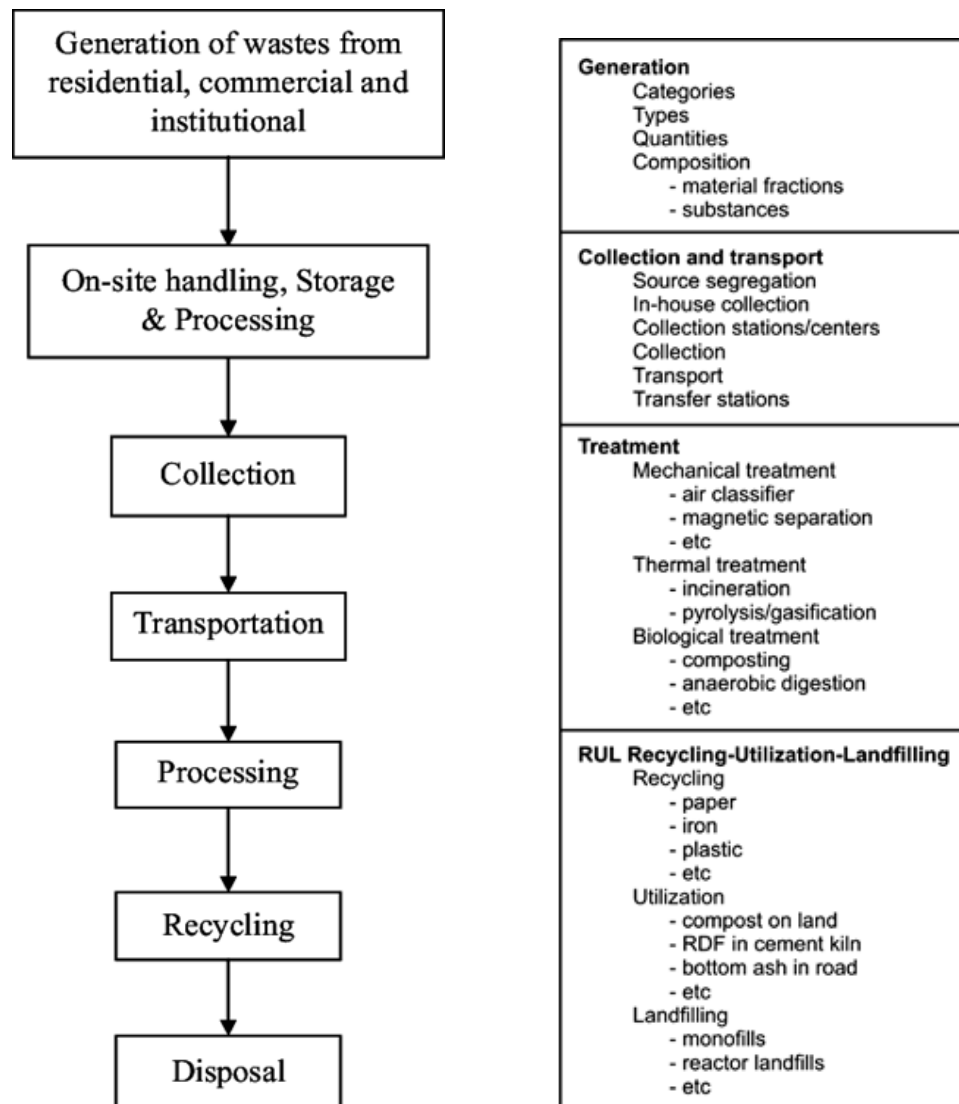 Generation of wastes from
residential, commercial and
institutional
On-site handling, Storage
& Processing
Collection
Transportation
Processing
Recycling
Disposal
Generation
Categories
Types
Quantities
Composition
- material fractions
- substances
Collection and transport
Source segregation
In-house collection
Collection stations/centers
Collection
Transport
Transfer stations
Treatment
Mechanical treatment
- air classifier
- magnetic separation
- etc
Thermal treatment
- incineration
- pyrolysis/gasification
Biological treatment
- composting
- anaerobic digestion
- etc
RUL Recycling-Utilization-Landfilling
Recycling
- paper
- iron
- plastic
- etc
Utilization
- compost on land
- RDF in cement kiln
- bottom ash in road
- etc
Landfilling
- monofills
- reactor landfills
- etc